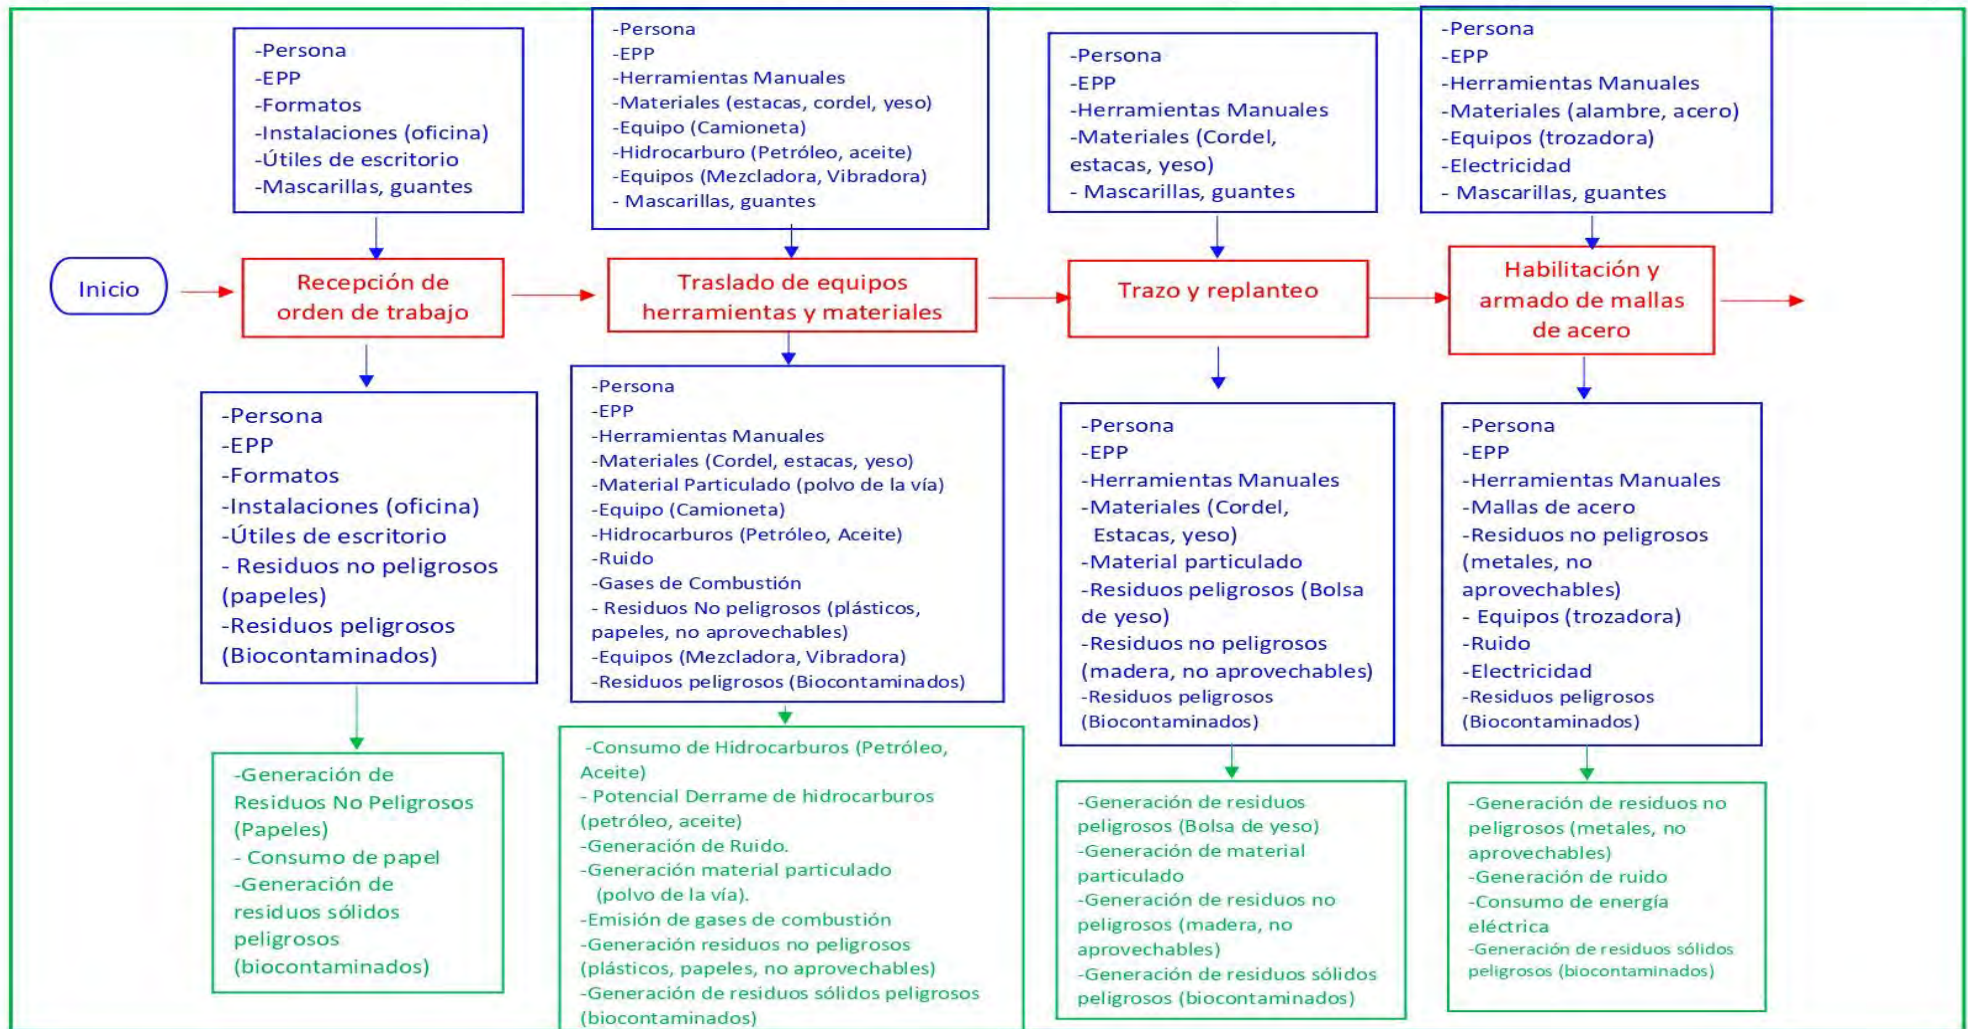 -Persona
-EPP
-Formatos
-Instalaciones (oficina)
-Útiles de escritorio
-Mascarillas, guantes
-Persona
-EPP
-Herramientas Manuales
-Materiales (estacas, cordel, yeso)
-Equipo (Camioneta)
-Hidrocarburo (Petróleo, aceite)
-Equipos (Mezcladora, Vibradora)
- Mascarillas, guantes
-Persona
-EPP
-Herramientas Manuales
-Materiales (Cordel,
estacas, yeso)
- Mascarillas, guantes
-Persona
-EPP
-Herramientas Manuales
-Materiales (alambre, acero)
-Equipos (trozadora)
-Electricidad
- Mascarillas, guantes
Inicio
Recepción de
orden de trabajo
Traslado de equipos
herramientas y materiales
Trazo y replanteo
Habilitación y
armado de mallas
de acero
-Persona
-EPP
-Formatos
-Instalaciones (oficina)
-Útiles de escritorio
- Residuos no peligrosos
(papeles)
-Residuos peligrosos
(Biocontaminados)
-Persona
-EPP
-Herramientas Manuales
-Materiales (Cordel, estacas, yeso)
-Material Particulado (polvo de la vía)
-Equipo (Camioneta)
-Hidrocarburos (Petróleo, Aceite)
-Ruido
-Gases de Combustión
- Residuos No peligrosos (plásticos,
papeles, no aprovechables)
-Equipos (Mezcladora, Vibradora)
-Residuos peligrosos (Biocontaminados)
-Persona
-EPP
-Herramientas Manuales
-Materiales (Cordel,
Estacas, yeso)
-Material particulado
-Residuos peligrosos (Bolsa
de yeso)
-Residuos no peligrosos
(madera, no aprovechables)
-Residuos peligrosos
(Biocontaminados)
-Persona
-EPP
-Herramientas Manuales
-Mallas de acero
-Residuos no peligrosos
(metales, no
aprovechables)
- Equipos (trozadora)
-Ruido
-Electricidad
-Residuos peligrosos
(Biocontaminados)
-Generación de
Residuos No Peligrosos
(Papeles)
- Consumo de papel
-Generación de
residuos sólidos
peligrosos
(biocontaminados)
-Consumo de Hidrocarburos (Petróleo,
Aceite)
- Potencial Derrame de hidrocarburos
(petróleo, aceite)
-Generación de Ruido.
-Generación material particulado
(polvo de la vía).
-Emisión de gases de combustión
-Generación residuos no peligrosos
(plásticos, papeles, no aprovechables)
-Generación de residuos sólidos peligrosos
(biocontaminados)
-Generación de residuos
peligrosos (Bolsa de yeso)
-Generación de material
particulado
-Generación de residuos no
peligrosos (madera, no
aprovechables)
-Generación de residuos sólidos
peligrosos (biocontaminados)
-Generación de residuos no
peligrosos (metales, no
aprovechables)
-Generación de ruido
-Consumo de energía
eléctrica
-Generación de residuos sólidos
peligrosos (biocontaminados)